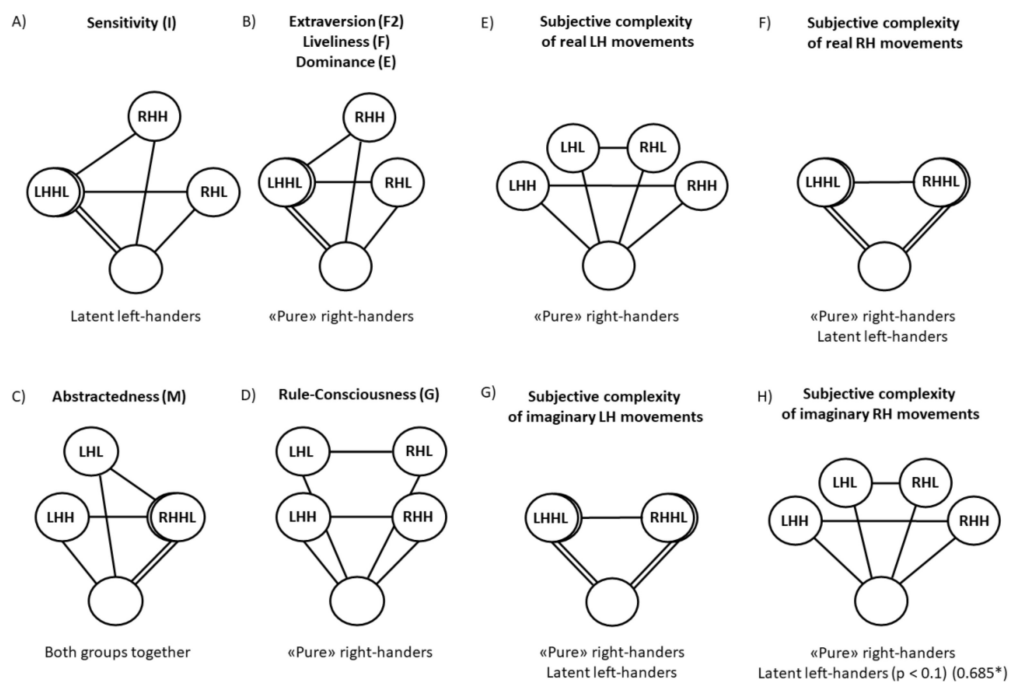 A)
Sensitivity (I)
RHH
LHHL
RHL
Latent left-handers
B)
Extraversion (F2)
Liveliness (F)
Dominance (E)
RHH
LHHL
RHL
«Pure» right-handers
E)
Subjective complexity
of real LH movements
LHL
RHL
LHH
RHH
«Pure» right-handers
F)
Subjective complexity
of real RH movements
LHHL
RHHL
«Pure» right-handers
Latent left-handers
C)
Abstractedness (M)
LHL
LHH
RHHL
Both groups together
D)
Rule-Consciousness (G)
LHL
RHL
LHH
RHH
«Pure» right-handers
G)
Subjective complexity
of imaginary LH movements
LHHL
RHHL
«Pure» right-handers
Latent left-handers
H)
Subjective complexity
of imaginary RH movements
LHL
RHL
LHH
RHH
«Pure» right-handers
Latent left-handers (p < 0.1) (0.685*)